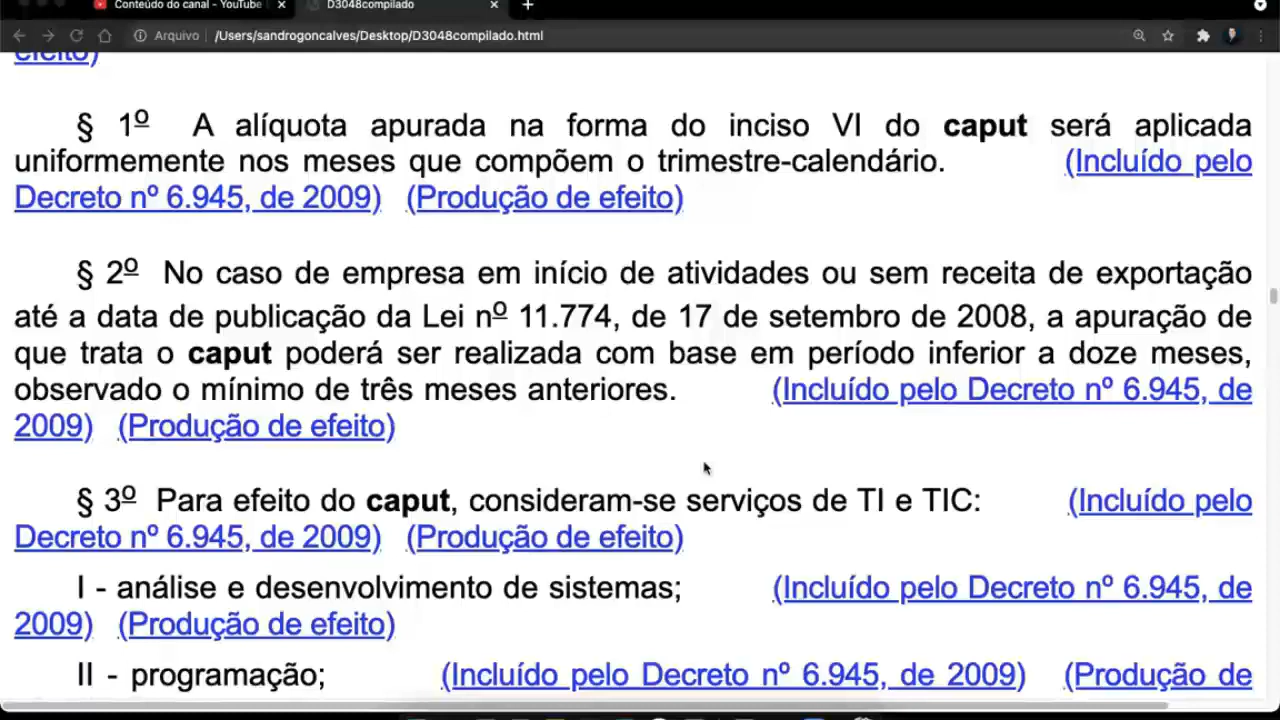 Conteúdo do canal - YouTube
D3048compilado
Arquivo
/Users/sandrogoncalves/Desktop/D3048compilado.html
efeito)
§ 1º A alíquota apurada na forma do inciso VI do caput será aplicada
uniformemente nos meses que compõem o trimestre-calendário. (Incluído pelo
Decreto nº 6.945, de 2009) (Produção de efeito)
§ 2º No caso de empresa em início de atividades ou sem receita de exportação
até a data de publicação da Lei nº 11.774, de 17 de setembro de 2008, a apuração de
que trata o caput poderá ser realizada com base em período inferior a doze meses,
observado o mínimo de três meses anteriores. (Incluído pelo Decreto nº 6.945, de
2009) (Produção de efeito)
§ 3º Para efeito do caput, consideram-se serviços de TI e TIC: (Incluído pelo
Decreto nº 6.945, de 2009) (Produção de efeito)
I - análise e desenvolvimento de sistemas; (Incluído pelo Decreto nº 6.945, de
2009) (Produção de efeito)
II - programação; (Incluído pelo Decreto nº 6.945, de 2009) (Produção de